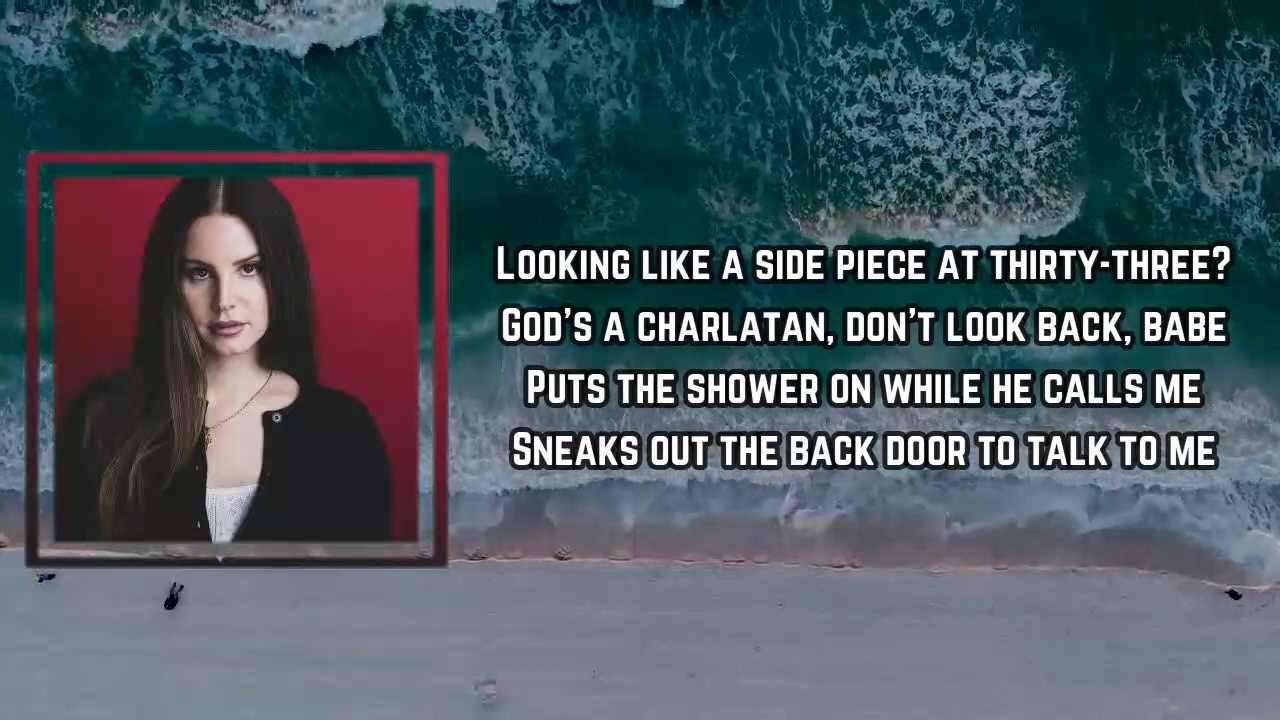 Looking like a side piece at thirty-three?
God's a charlatan, don't look back, babe
Puts the shower on while he calls me
Sneaks out the back door to talk to me